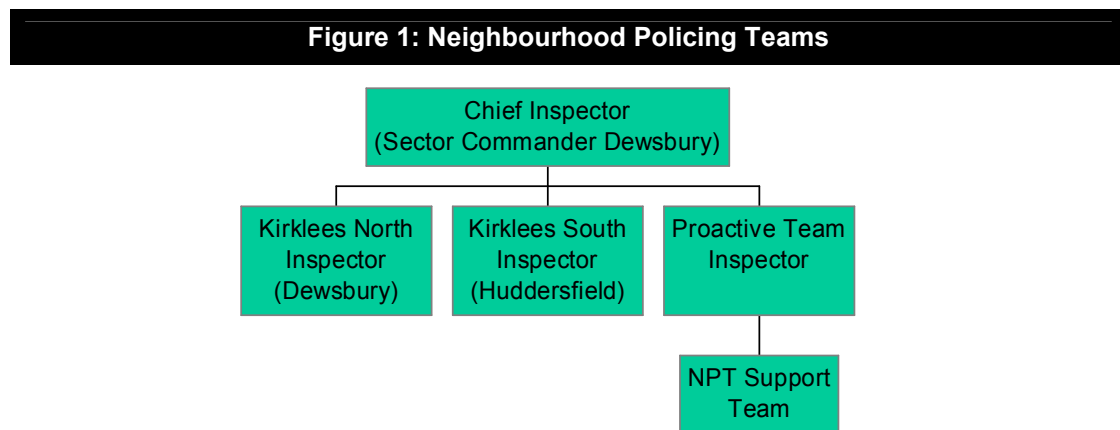 Figure 1: Neighbourhood Policing Teams
Chief Inspector
(Sector Commander Dewsbury)
Kirklees North
Inspector
(Dewsbury)
Kirklees South
Inspector
(Huddersfield)
Proactive Team
Inspector
NPT Support
Team